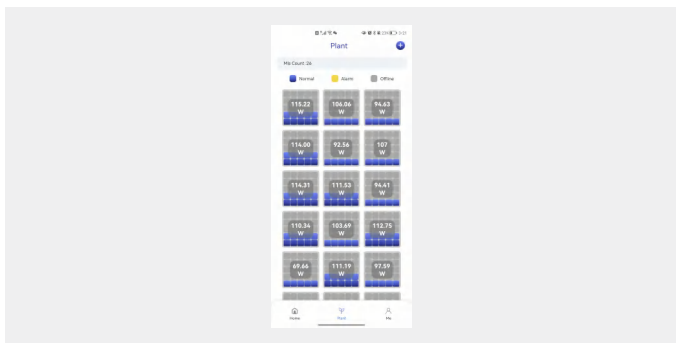 Plant
MI Count: 26
Normal Alarm Offline
115.22 106.06 94.63
W W W
114.00 92.56 107
W W W
114.31 111.53 94.41
W W W
110.34 103.69 112.75
W W W
69.66 111.19 97.59
W W W
Home Plant Me